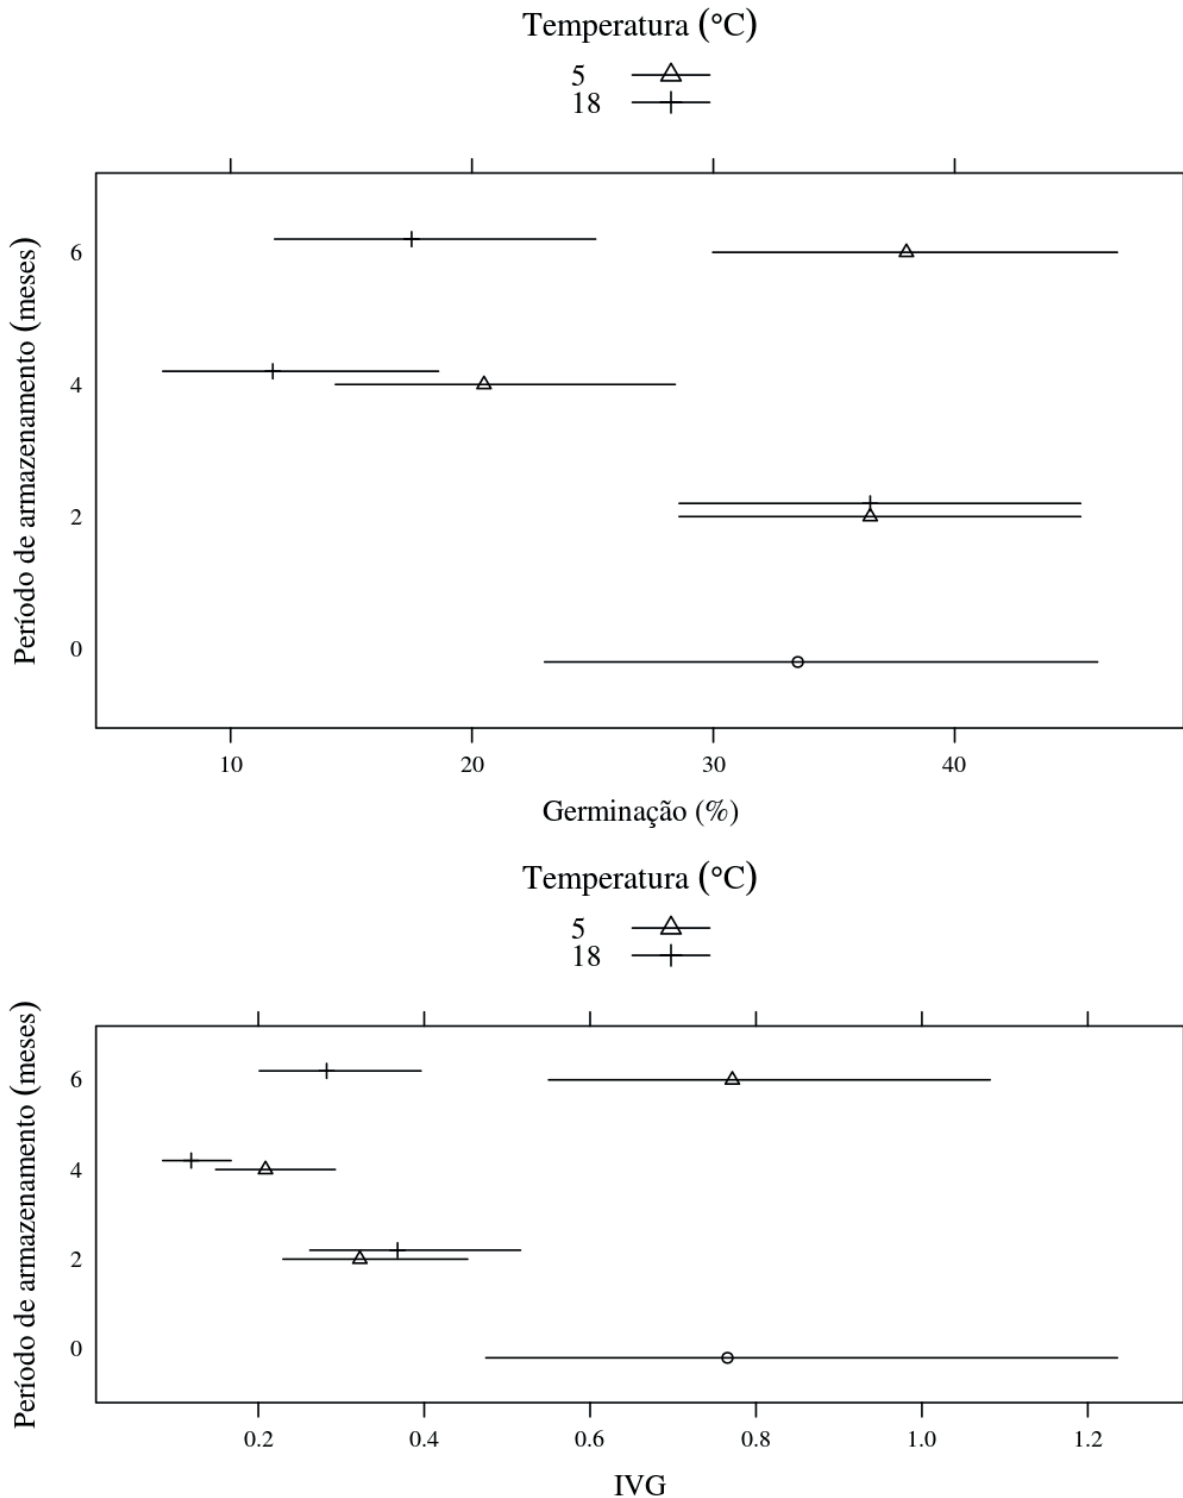 Temperatura (°C)
5
18
Período de armazenamento (meses)
6
4
2
0
10 20 30 40
Germinação (%)
Temperatura (°C)
5
18
Período de armazenamento (meses)
6
4
2
0
0.2 0.4 0.6 0.8 1.0 1.2
IVG